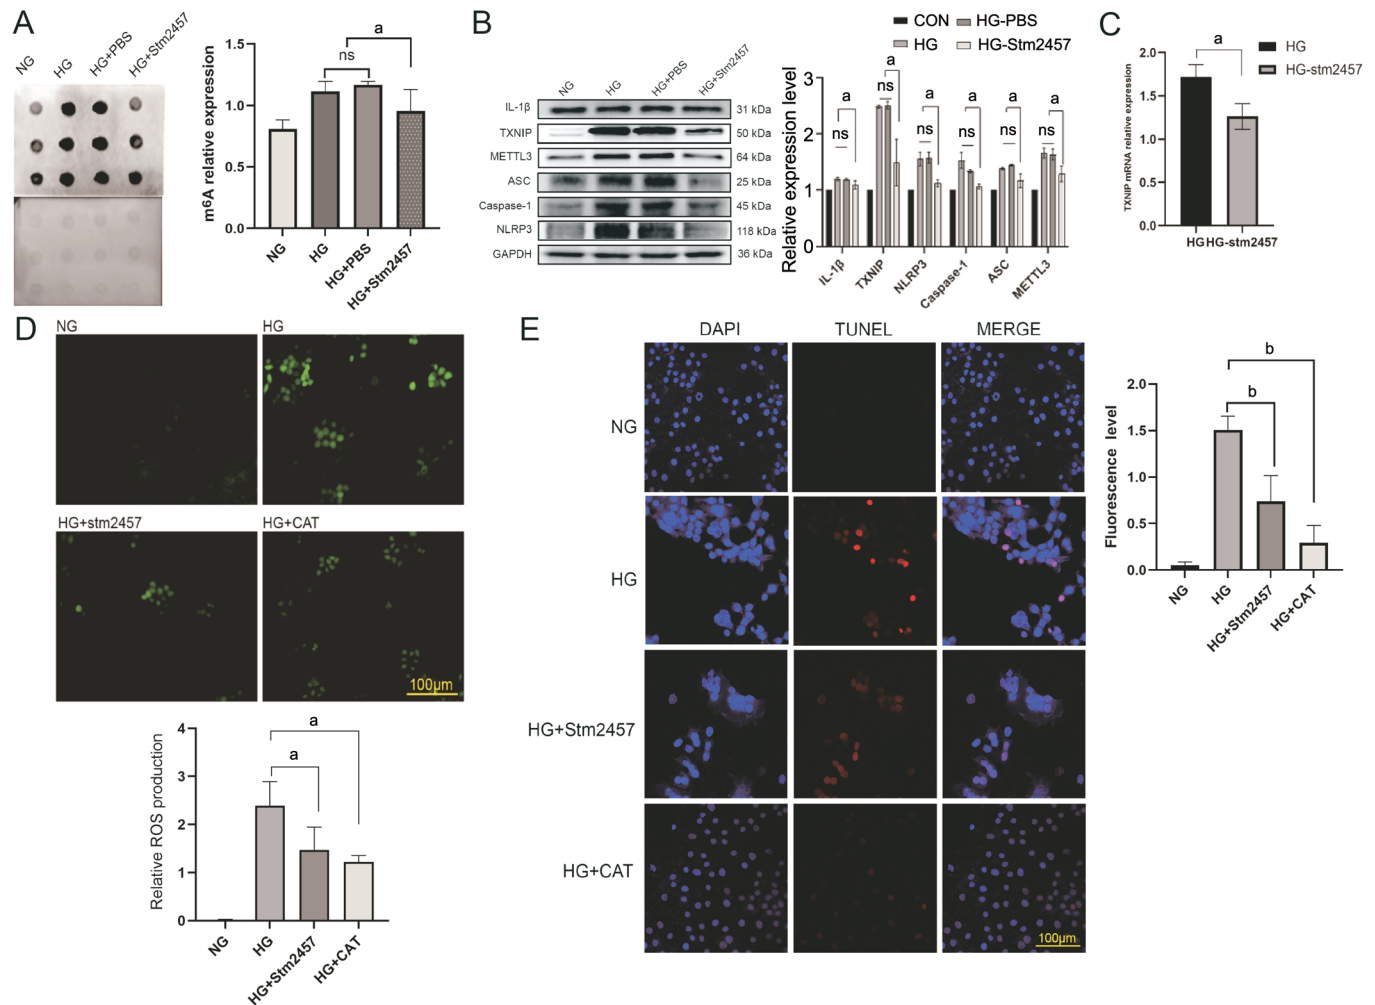 A
NG
HG
HG+PBS
HG+Stm2457
m⁶A relative expression
1.5
1.0
0.5
0.0
ns
a
NG
HG
HG+PBS
HG+Stm2457
B
NG
HG
HG+PBS
HG+Stm2457
IL-1β 31 kDa
TXNIP 50 kDa
METTL3 64 kDa
ASC 25 kDa
Caspase-1 45 kDa
NLRP3 118 kDa
GAPDH 36 kDa
CON HG-PBS
HG HG-Stm2457
Relative expression level
3
2
1
0
a
ns
a
ns
a
ns
a
ns
a
ns
a
ns
IL-1β
TXNIP
NLRP3
Caspase-1
ASC
METTL3
C
HG
HG-stm2457
TXNIP mRNA relative expression
2.0
1.5
1.0
0.5
0.0
a
HG HG-stm2457
D
NG HG
HG+stm2457 HG+CAT
100μm
Relative ROS production
4
3
2
1
0
a
a
NG
HG
HG+Stm2457
HG+CAT
E
DAPI TUNEL MERGE
NG
HG
HG+Stm2457
HG+CAT
100μm
Fluorescence level
2.0
1.5
1.0
0.5
0.0
b
b
NG
HG
HG+Stm2457
HG+CAT